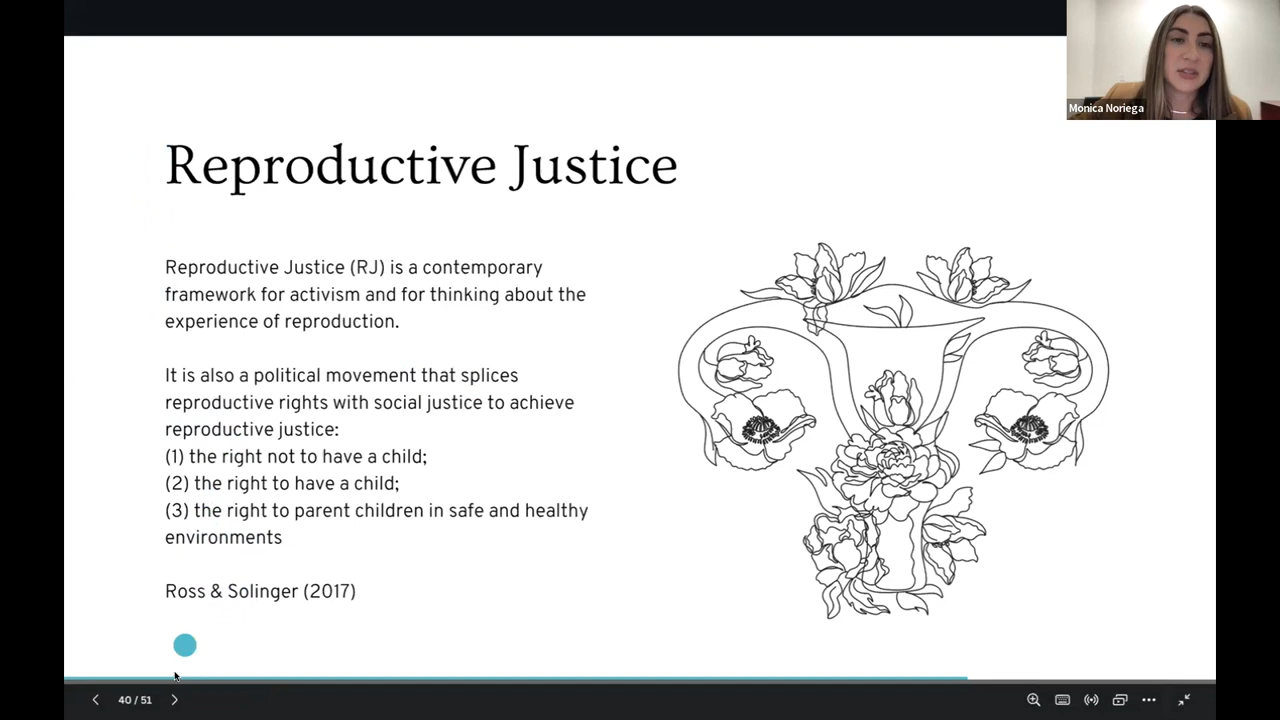 Monica Noriega
Reproductive Justice
Reproductive Justice (RJ) is a contemporary
framework for activism and for thinking about the
experience of reproduction.
It is also a political movement that splices
reproductive rights with social justice to achieve
reproductive justice:
(1) the right not to have a child;
(2) the right to have a child;
(3) the right to parent children in safe and healthy
environments
Ross & Solinger (2017)
40 / 51